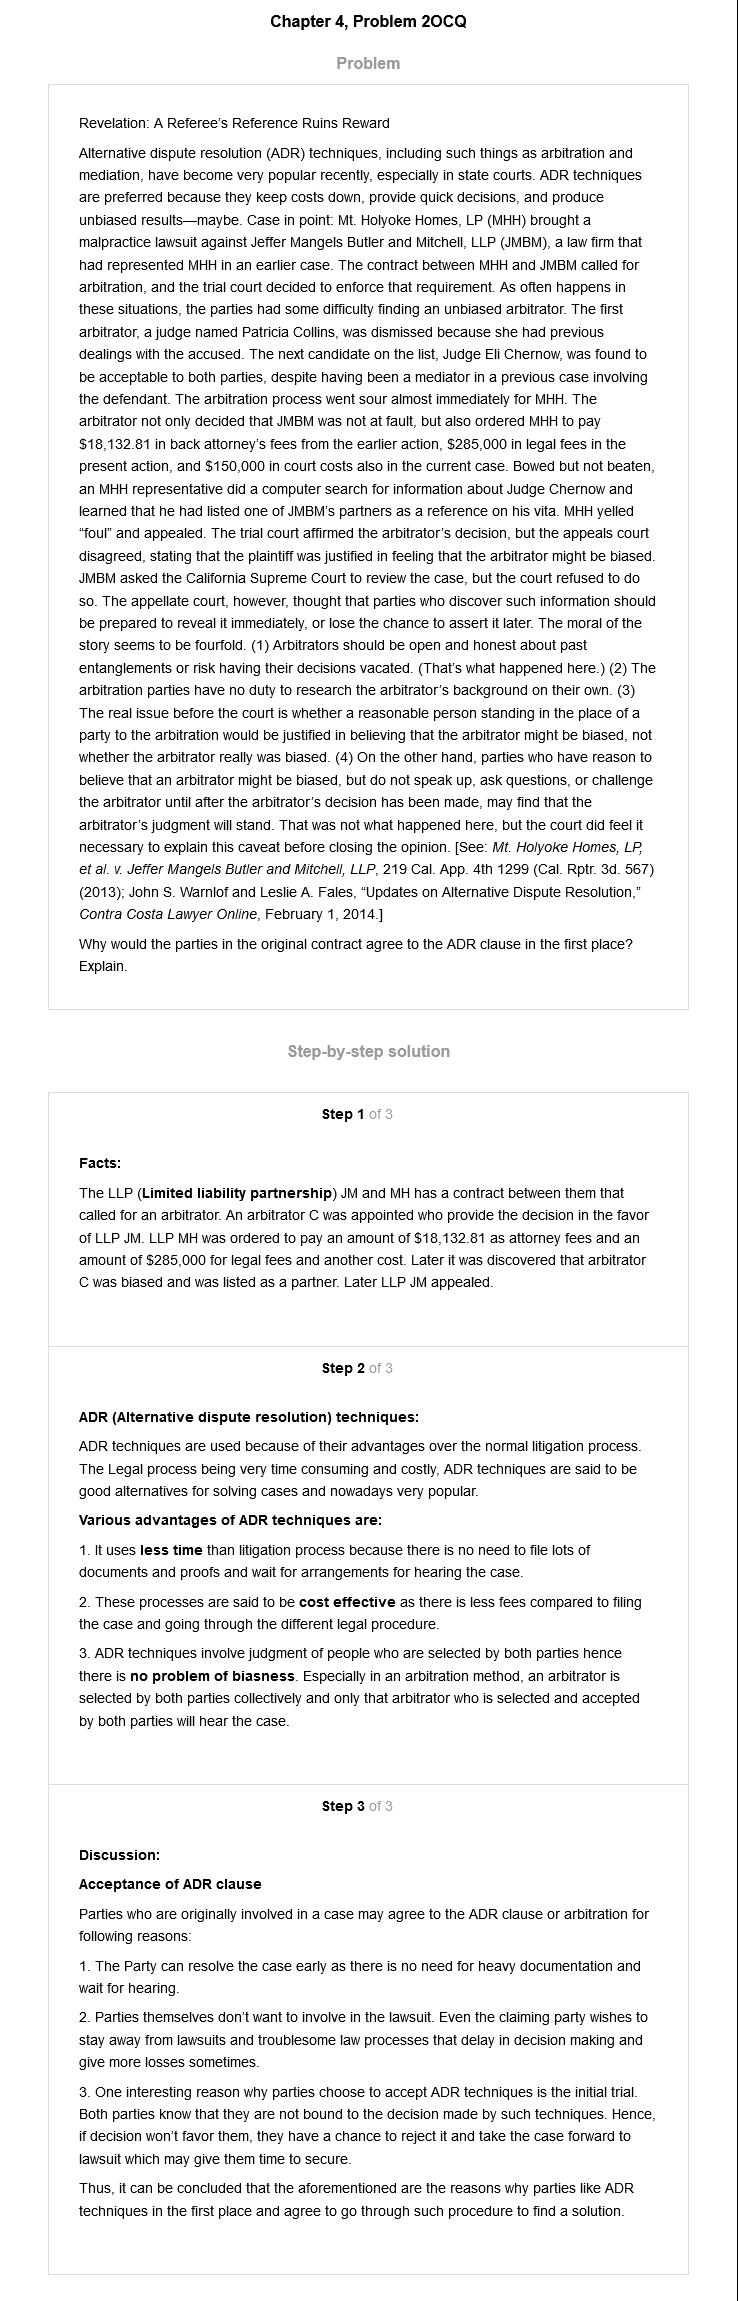 Chapter 4, Problem 2OCQ
Problem
Revelation: A Referee's Reference Ruins Reward
Alternative dispute resolution (ADR) techniques, including such things as arbitration and
mediation, have become very popular recently, especially in state courts. ADR techniques
are preferred because they keep costs down, provide quick decisions, and produce
unbiased results—maybe. Case in point: Mt. Holyoke Homes, LP (MHH) brought a
malpractice lawsuit against Jeffer Mangels Butler and Mitchell, LLP (JMBM), a law firm that
had represented MHH in an earlier case. The contract between MHH and JMBM called for
arbitration, and the trial court decided to enforce that requirement. As often happens in
these situations, the parties had some difficulty finding an unbiased arbitrator. The first
arbitrator, a judge named Patricia Collins, was dismissed because she had previous
dealings with the accused. The next candidate on the list, Judge Eli Chernow, was found to
be acceptable to both parties, despite having been a mediator in a previous case involving
the defendant. The arbitration process went sour almost immediately for MHH. The
arbitrator not only decided that JMBM was not at fault, but also ordered MHH to pay
$18,132.81 in back attorney's fees from the earlier action, $285,000 in legal fees in the
present action, and $150,000 in court costs also in the current case. Bowed but not beaten,
an MHH representative did a computer search for information about Judge Chernow and
learned that he had listed one of JMBM's partners as a reference on his vita. MHH yelled
“foul” and appealed. The trial court affirmed the arbitrator's decision, but the appeals court
disagreed, stating that the plaintiff was justified in feeling that the arbitrator might be biased.
JMBM asked the California Supreme Court to review the case, but the court refused to do
so. The appellate court, however, thought that parties who discover such information should
be prepared to reveal it immediately, or lose the chance to assert it later. The moral of the
story seems to be fourfold. (1) Arbitrators should be open and honest about past
entanglements or risk having their decisions vacated. (That's what happened here.) (2) The
arbitration parties have no duty to research the arbitrator's background on their own. (3)
The real issue before the court is whether a reasonable person standing in the place of a
party to the arbitration would be justified in believing that the arbitrator might be biased, not
whether the arbitrator really was biased. (4) On the other hand, parties who have reason to
believe that an arbitrator might be biased, but do not speak up, ask questions, or challenge
the arbitrator until after the arbitrator's decision has been made, may find that the
arbitrator's judgment will stand. That was not what happened here, but the court did feel it
necessary to explain this caveat before closing the opinion. [See: Mt. Holyoke Homes, LP,
et al. v. Jeffer Mangels Butler and Mitchell, LLP, 219 Cal. App. 4th 1299 (Cal. Rptr. 3d. 567)
(2013); John S. Warnlof and Leslie A. Fales, “Updates on Alternative Dispute Resolution,”
Contra Costa Lawyer Online, February 1, 2014.]
Why would the parties in the original contract agree to the ADR clause in the first place?
Explain.
Step-by-step solution
Step 1 of 3
Facts:
The LLP (Limited liability partnership) JM and MH has a contract between them that
called for an arbitrator. An arbitrator C was appointed who provide the decision in the favor
of LLP JM. LLP MH was ordered to pay an amount of $18,132.81 as attorney fees and an
amount of $285,000 for legal fees and another cost. Later it was discovered that arbitrator
C was biased and was listed as a partner. Later LLP JM appealed.
Step 2 of 3
ADR (Alternative dispute resolution) techniques:
ADR techniques are used because of their advantages over the normal litigation process.
The Legal process being very time consuming and costly, ADR techniques are said to be
good alternatives for solving cases and nowadays very popular.
Various advantages of ADR techniques are:
1. It uses less time than litigation process because there is no need to file lots of
documents and proofs and wait for arrangements for hearing the case.
2. These processes are said to be cost effective as there is less fees compared to filing
the case and going through the different legal procedure.
3. ADR techniques involve judgment of people who are selected by both parties hence
there is no problem of biasness. Especially in an arbitration method, an arbitrator is
selected by both parties collectively and only that arbitrator who is selected and accepted
by both parties will hear the case.
Step 3 of 3
Discussion:
Acceptance of ADR clause
Parties who are originally involved in a case may agree to the ADR clause or arbitration for
following reasons:
1. The Party can resolve the case early as there is no need for heavy documentation and
wait for hearing.
2. Parties themselves don't want to involve in the lawsuit. Even the claiming party wishes to
stay away from lawsuits and troublesome law processes that delay in decision making and
give more losses sometimes.
3. One interesting reason why parties choose to accept ADR techniques is the initial trial.
Both parties know that they are not bound to the decision made by such techniques. Hence,
if decision won't favor them, they have a chance to reject it and take the case forward to
lawsuit which may give them time to secure.
Thus, it can be concluded that the aforementioned are the reasons why parties like ADR
techniques in the first place and agree to go through such procedure to find a solution.